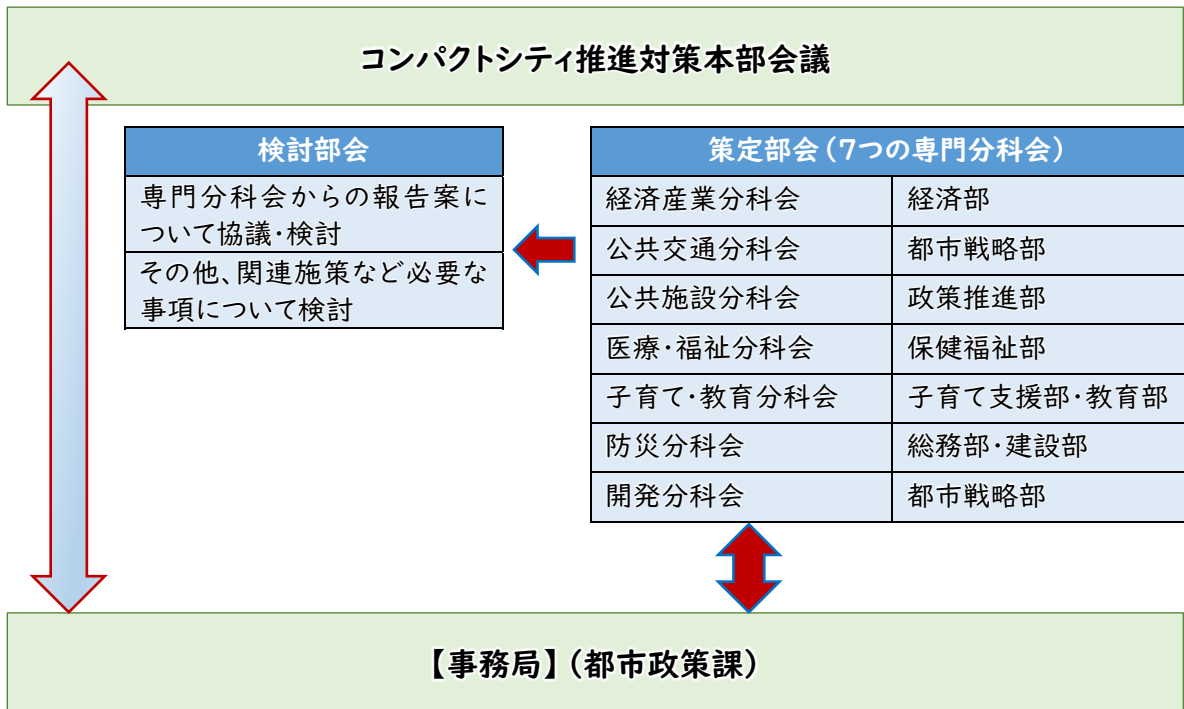 コンパクトシティ推進対策本部会議
検討部会
専門分科会からの報告案に
ついて協議・検討
その他、関連施策など必要な
事項について検討
策定部会（7つの専門分科会）
経済産業分科会 経済部
公共交通分科会 都市戦略部
公共施設分科会 政策推進部
医療・福祉分科会 保健福祉部
子育て・教育分科会 子育て支援部・教育部
防災分科会 総務部・建設部
開発分科会 都市戦略部
【事務局】（都市政策課）